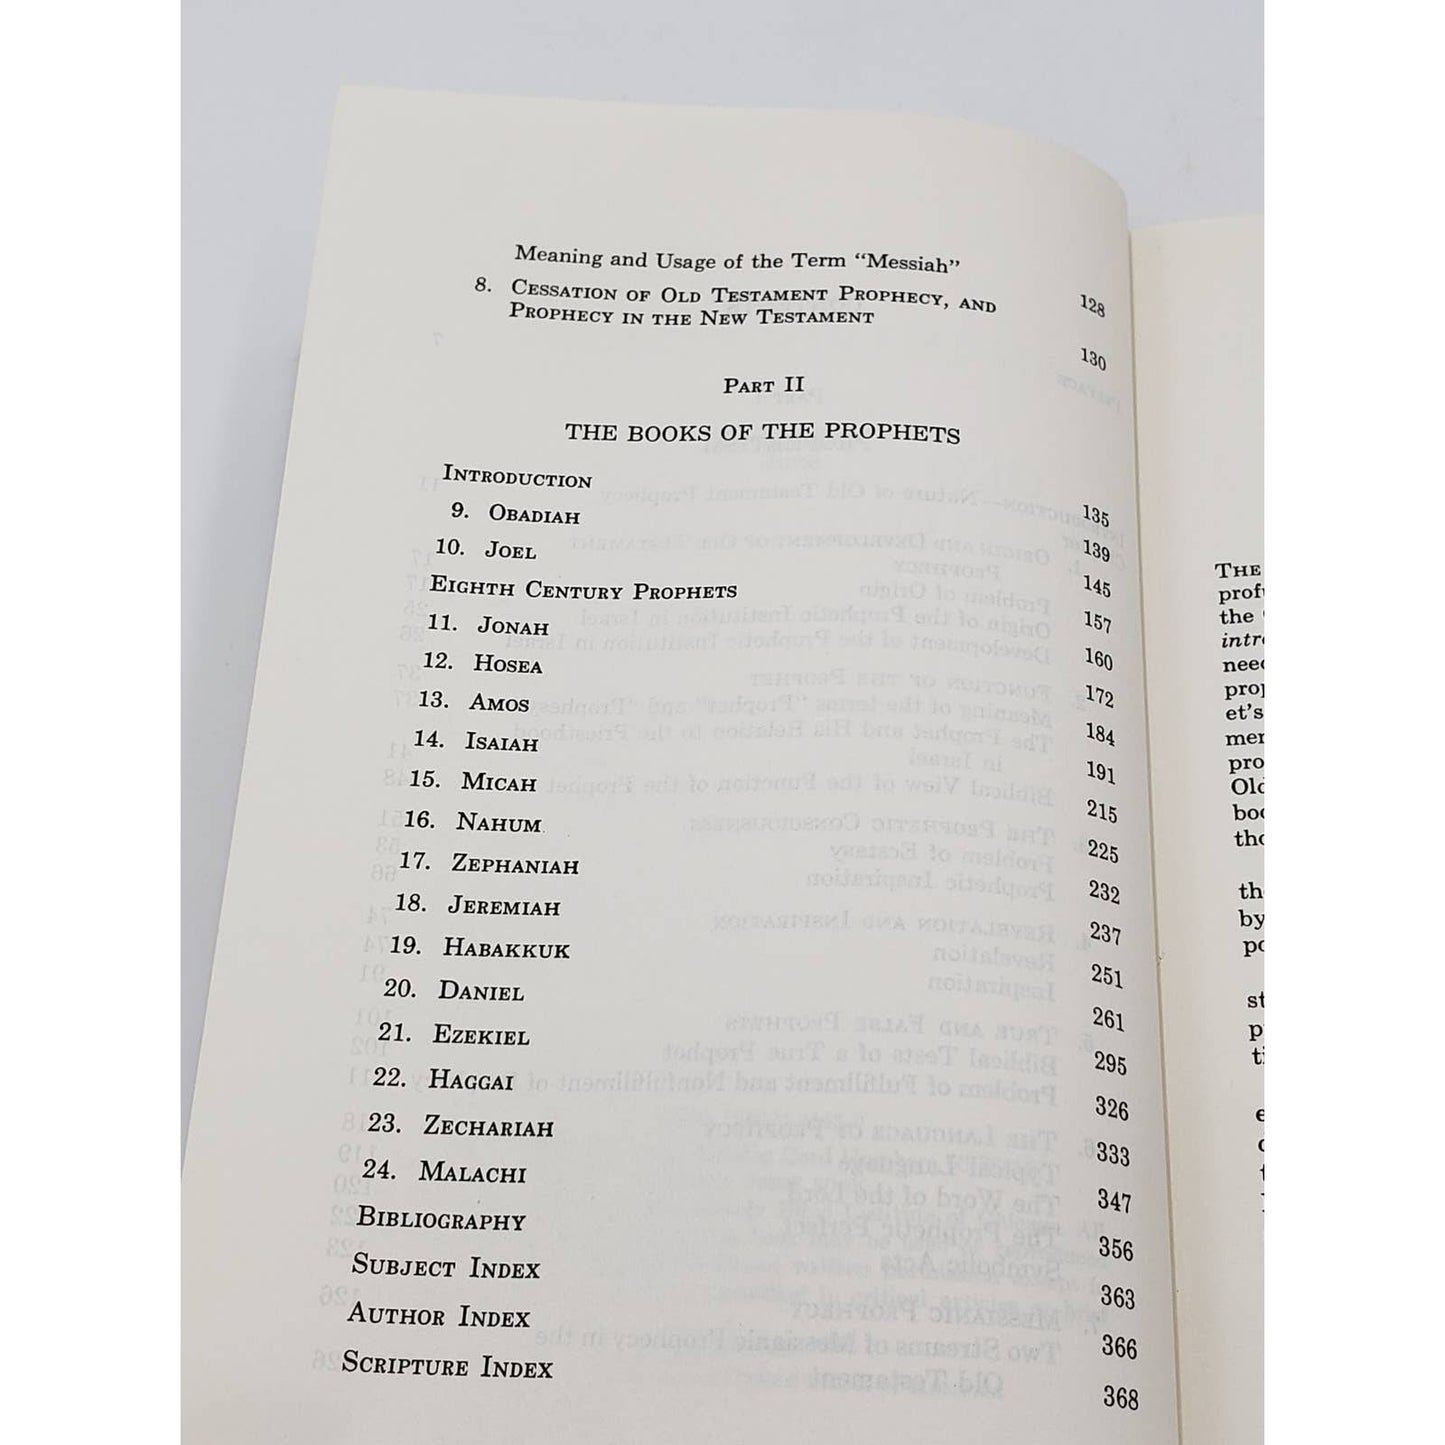 Meaning and Usage of the Term “Messiah” 128
8. CESSATION OF OLD TESTAMENT PROPHECY, AND
PROPHECY IN THE NEW TESTAMENT 130
PART II
THE BOOKS OF THE PROPHETS
INTRODUCTION 135
9. OBADIAH 139
10. JOEL 145
EIGHTH CENTURY PROPHETS 157
11. JONAH 160
12. HOSEA 172
13. AMOS 184
14. ISAIAH 191
15. MICAH 215
16. NAHUM 225
17. ZEPHANIAH 232
18. JEREMIAH 237
19. HABAKKUK 251
20. DANIEL 261
21. EZEKIEL 295
22. HAGGAI 326
23. ZECHARIAH 333
24. MALACHI 347
BIBLIOGRAPHY 356
SUBJECT INDEX 363
AUTHOR INDEX 366
SCRIPTURE INDEX 368
THE
the